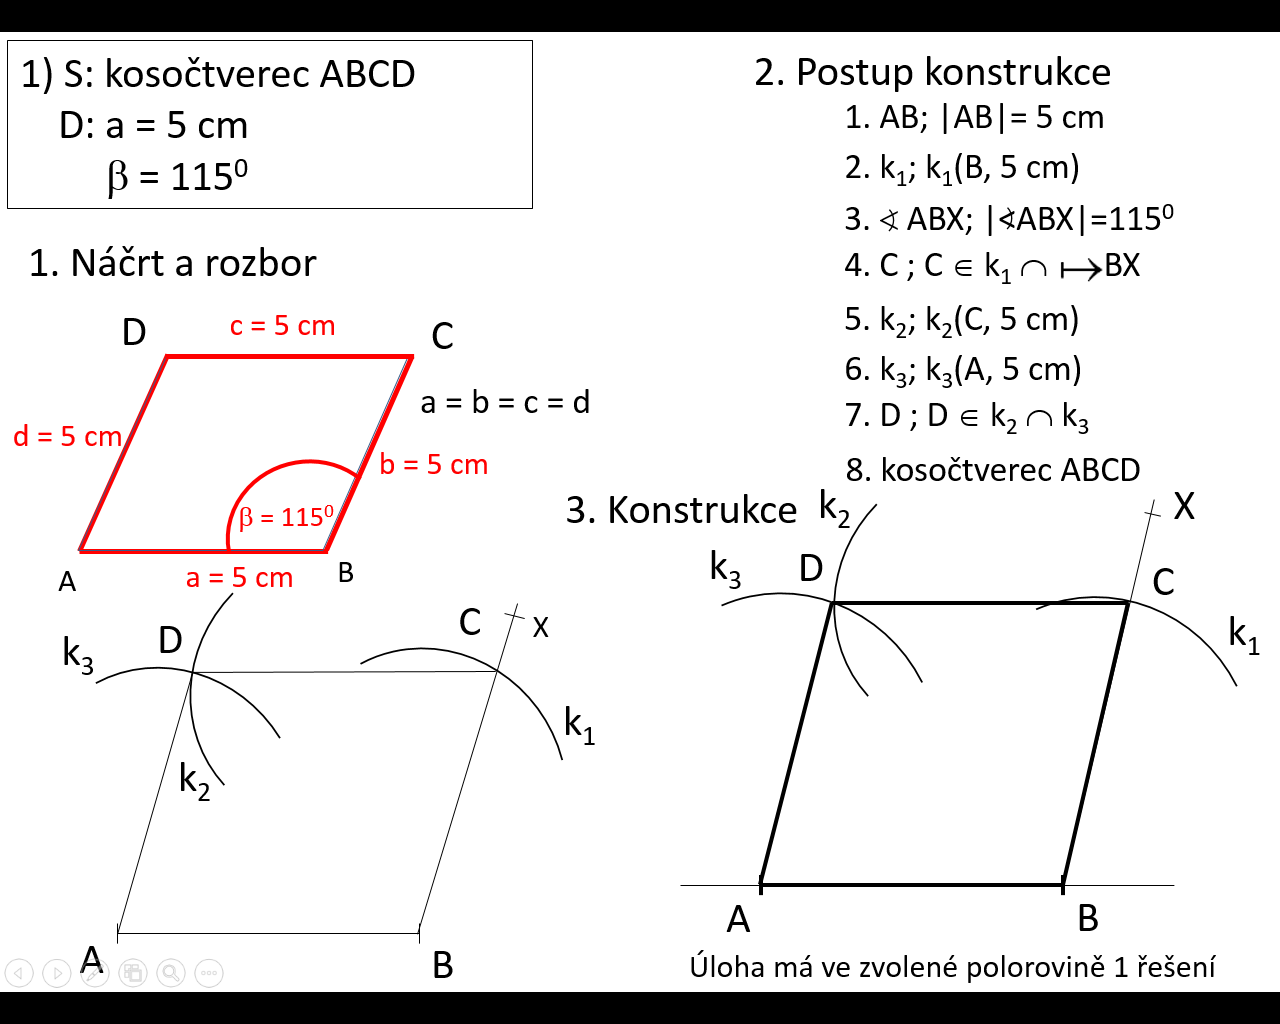 1) S: kosočtverec ABCD
D: a = 5 cm
β = 115⁰
1. Náčrt a rozbor
D
c = 5 cm
C
a = b = c = d
d = 5 cm
b = 5 cm
β = 115⁰
A
a = 5 cm
B
D
C
X
k₃
k₁
k₂
A
B
2. Postup konstrukce
1. AB; |AB|= 5 cm
2. k₁; k₁(B, 5 cm)
3. ∢ ABX; |∢ABX|=115⁰
4. C ; C ∈ k₁ ∩ ↦BX
5. k₂; k₂(C, 5 cm)
6. k₃; k₃(A, 5 cm)
7. D ; D ∈ k₂ ∩ k₃
8. kosočtverec ABCD
3. Konstrukce
k₂
X
k₃
D
C
k₁
A
B
Úloha má ve zvolené polorovině 1 řešení